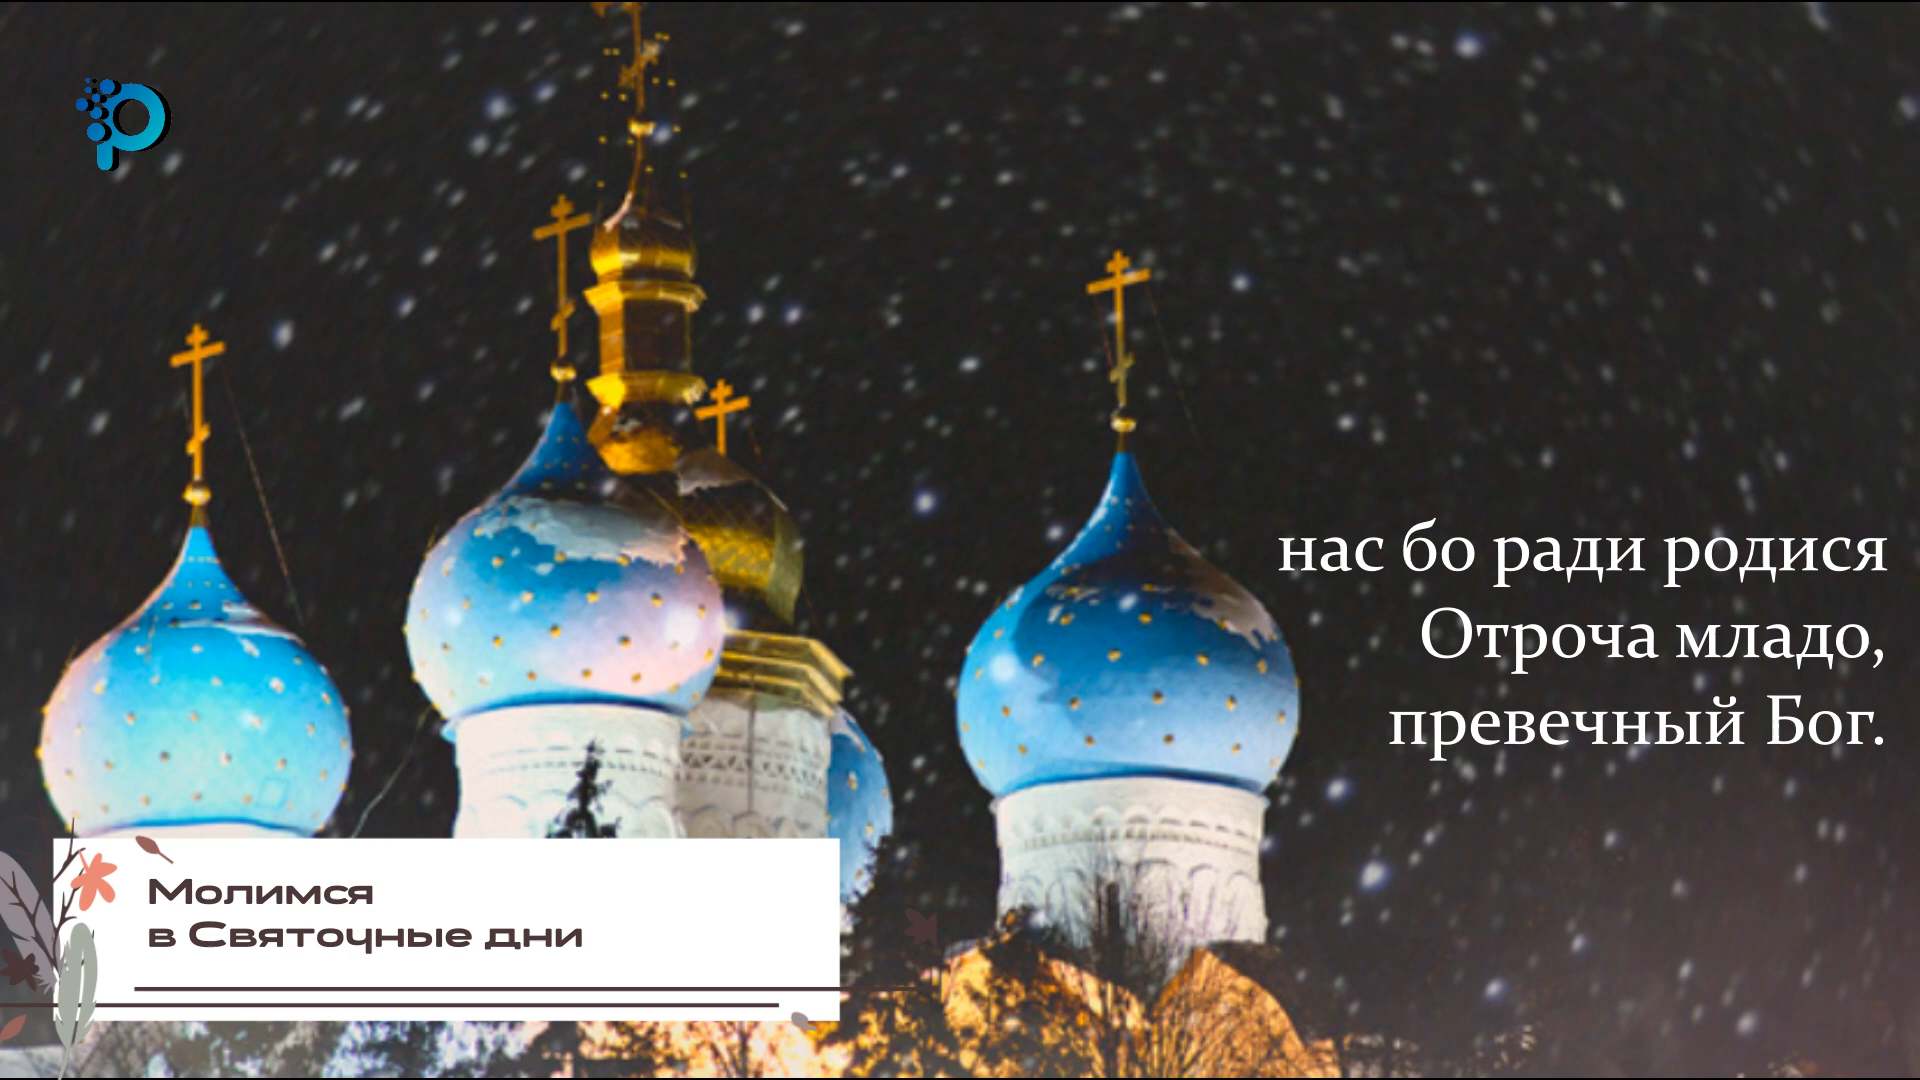 нас бо ради родися
Отроча младо,
превечный Бог.
Молимся
в Святочные дни